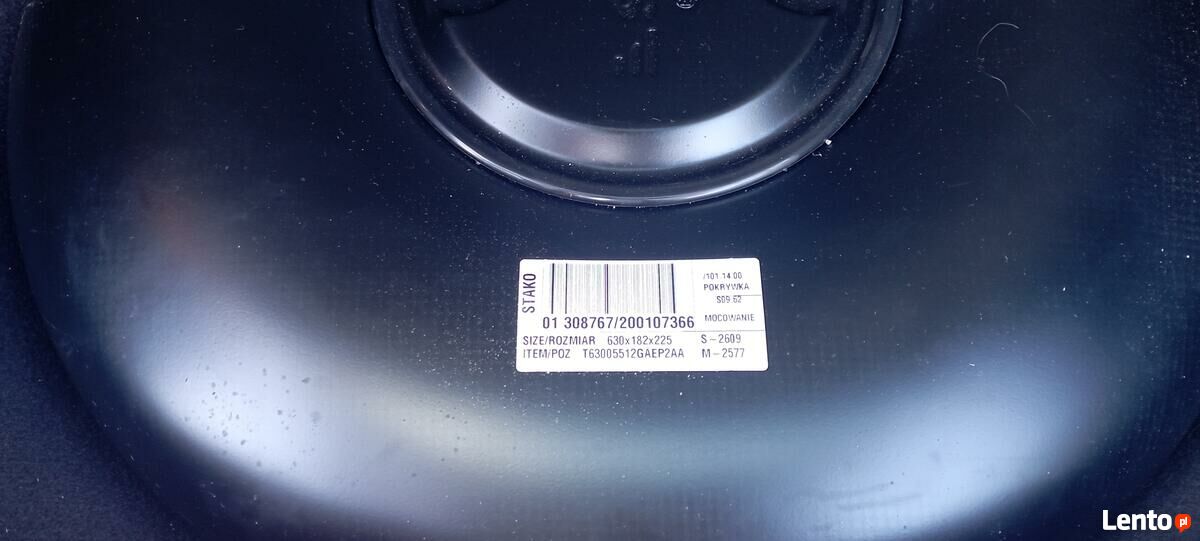 STAKO
01 308767/200107366
SIZE/ROZMIAR 630x182x225
ITEM/POZ T63005512GAEP2AA
/101.14.00
POKRYWKA
S09.62
MOCOWANIE
S-2609
M-2577
Lento.pl